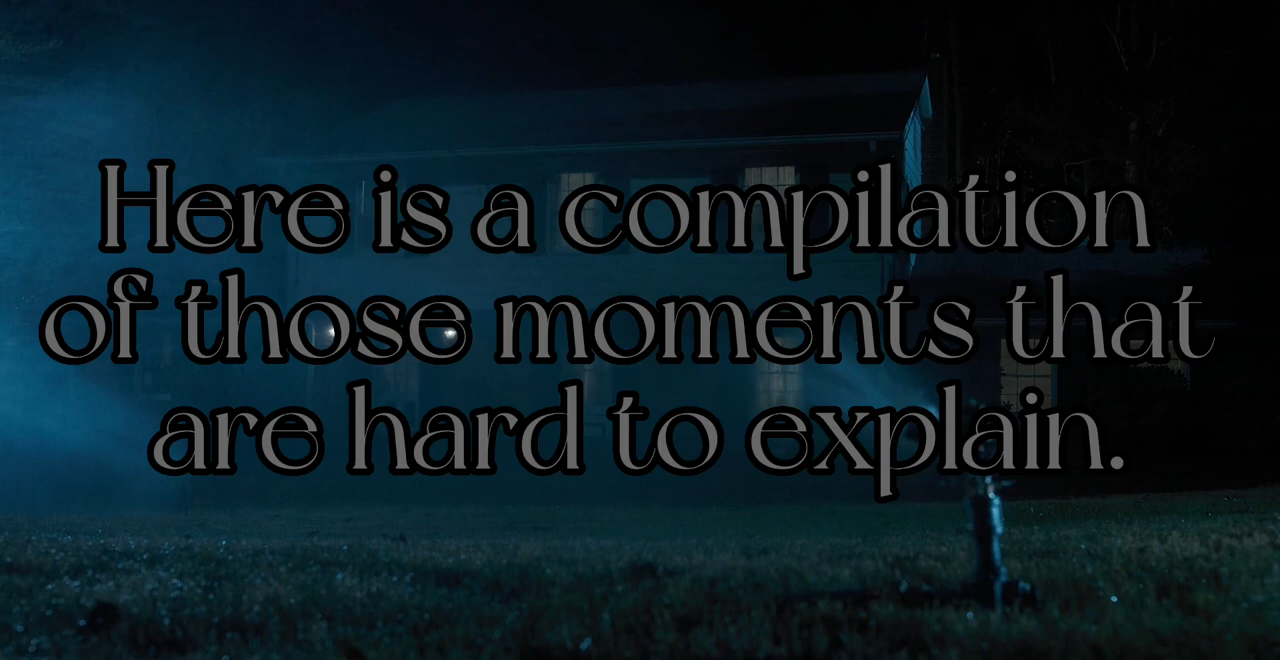 Here is a compilation
of those moments that
are hard to explain.